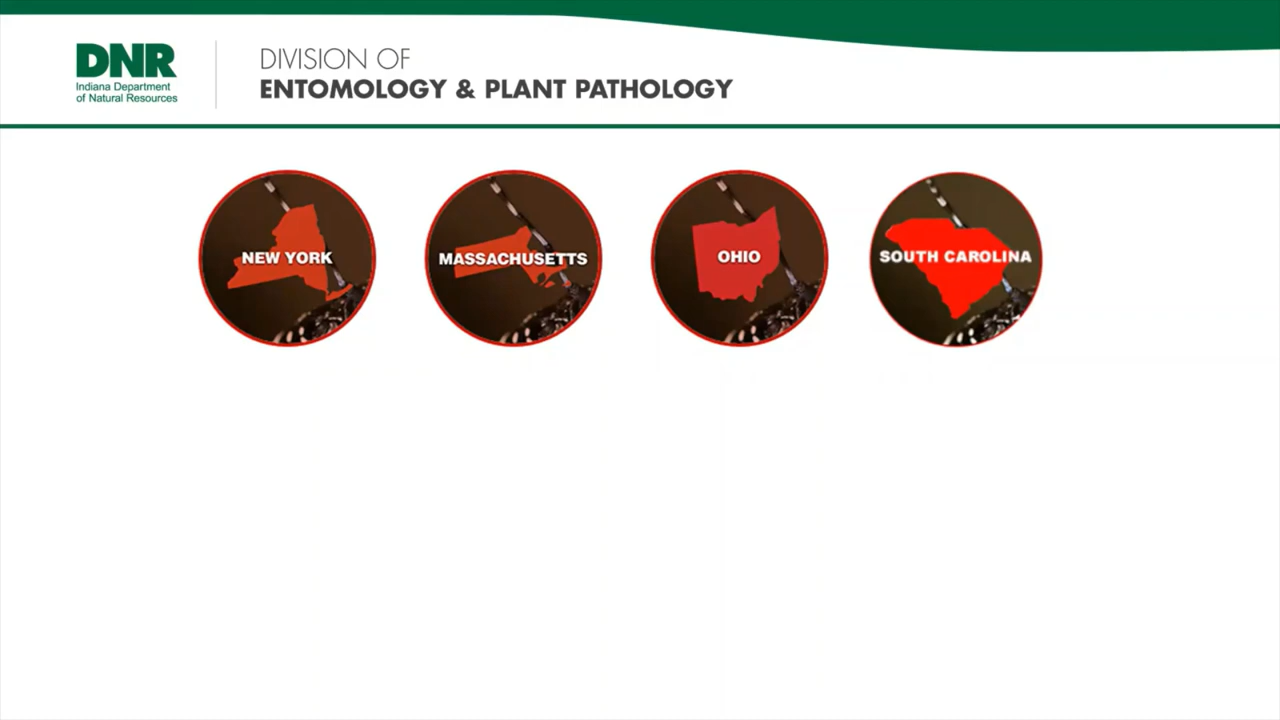 DNR
Indiana Department
of Natural Resources
DIVISION OF
ENTOMOLOGY & PLANT PATHOLOGY
NEW YORK
MASSACHUSETTS
OHIO
SOUTH CAROLINA